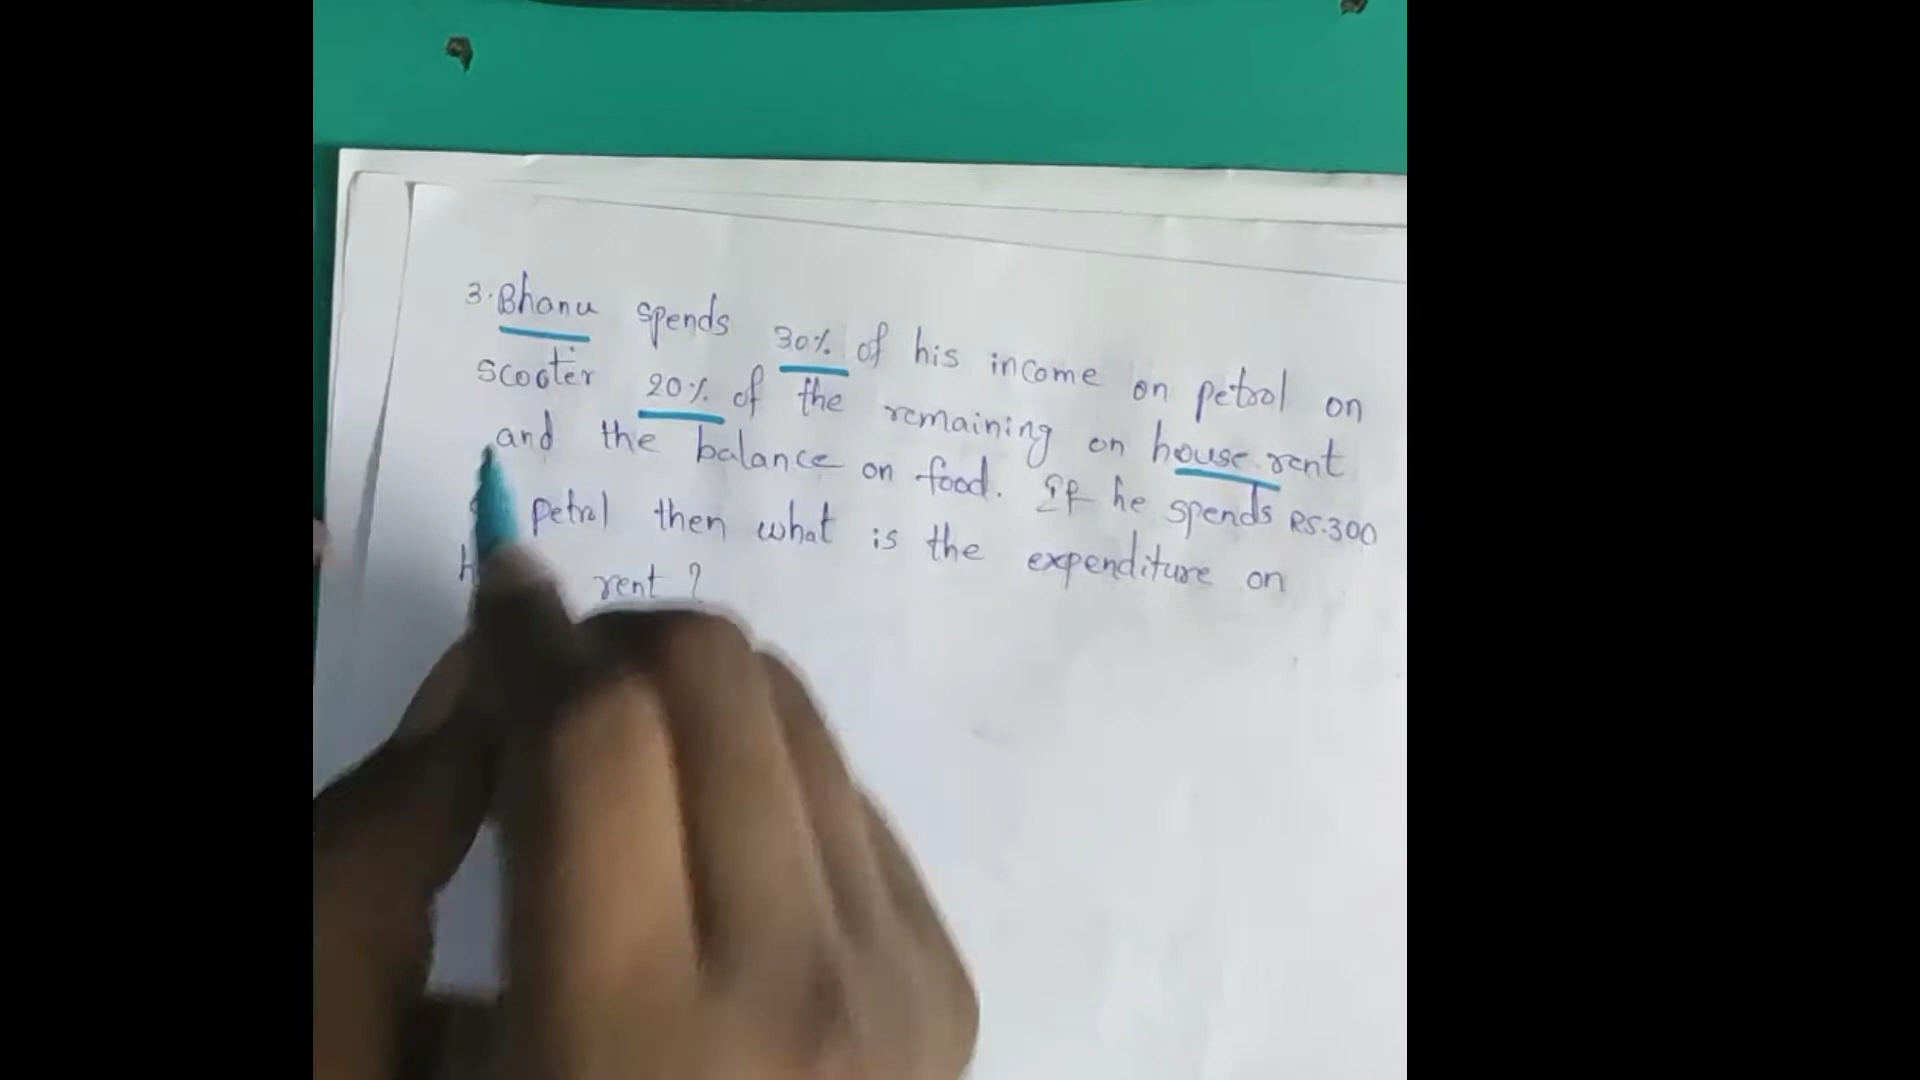 3. Bhanu spends 30% of his income on petrol on
scooter 20% of the remaining on house rent
and the balance on food. If he spends RS.300
petrol then what is the expenditure on
rent ?